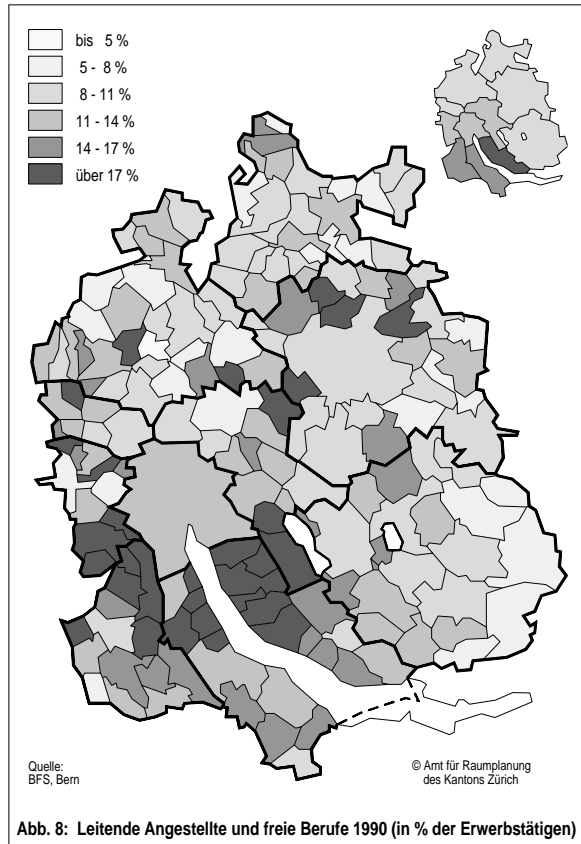 bis 5 %
5 - 8 %
8 - 11 %
11 - 14 %
14 - 17 %
über 17 %
Quelle:
BFS, Bern
© Amt für Raumplanung
des Kantons Zürich
Abb. 8: Leitende Angestellte und freie Berufe 1990 (in % der Erwerbstätigen)